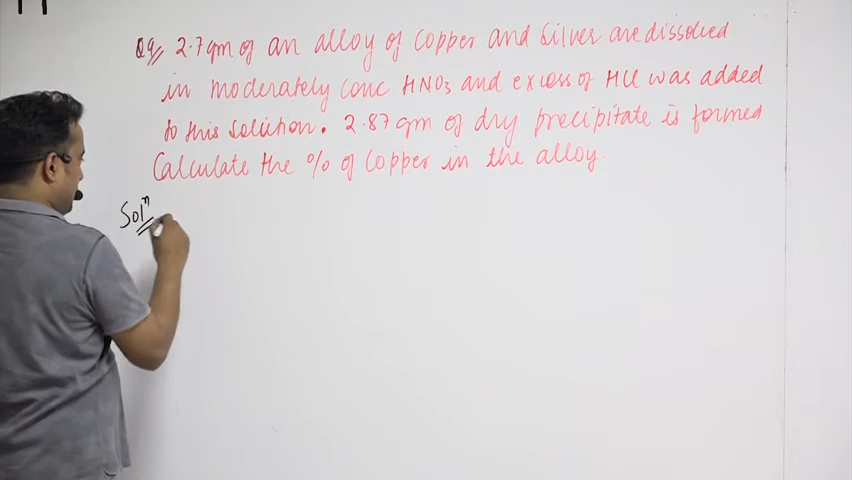 Q9, 2.7 gm of an alloy of Copper and Silver are dissolved
in moderately conc HNO3 and excess of HCl was added
to this solution. 2.87 gm of dry precipitate is formed
Calculate the % of Copper in the alloy.
Solⁿ